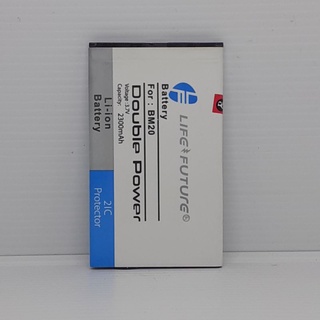 LIFE FUTURE®
Battery
For : BM20
Double Power
Voltage: 3.7V
Capacity: 2300mAh
Li-ion
Battery
2IC
Protector